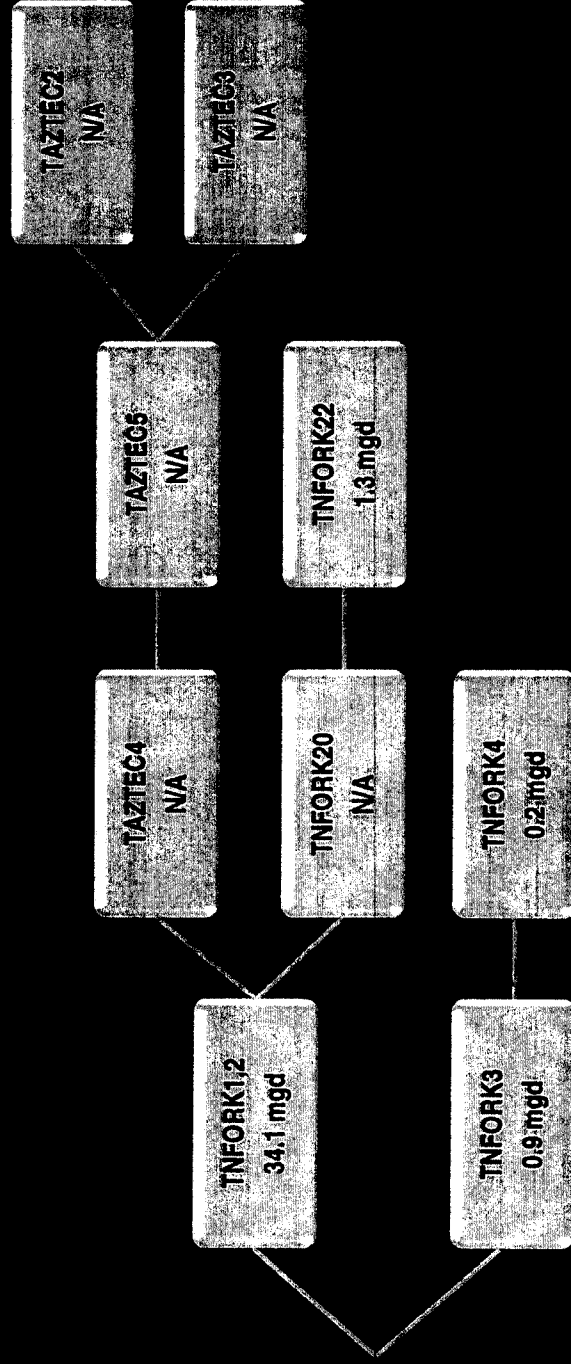 TAZTEC2
N/A
TAZTEC3
N/A
TAZTEC5
N/A
TNFORK22
1.3 mgd
TAZTEC4
N/A
TNFORK20
N/A
TNFORK4
0.2 mgd
TNFORK1,2
34.1 mgd
TNFORK3
0.9 mgd